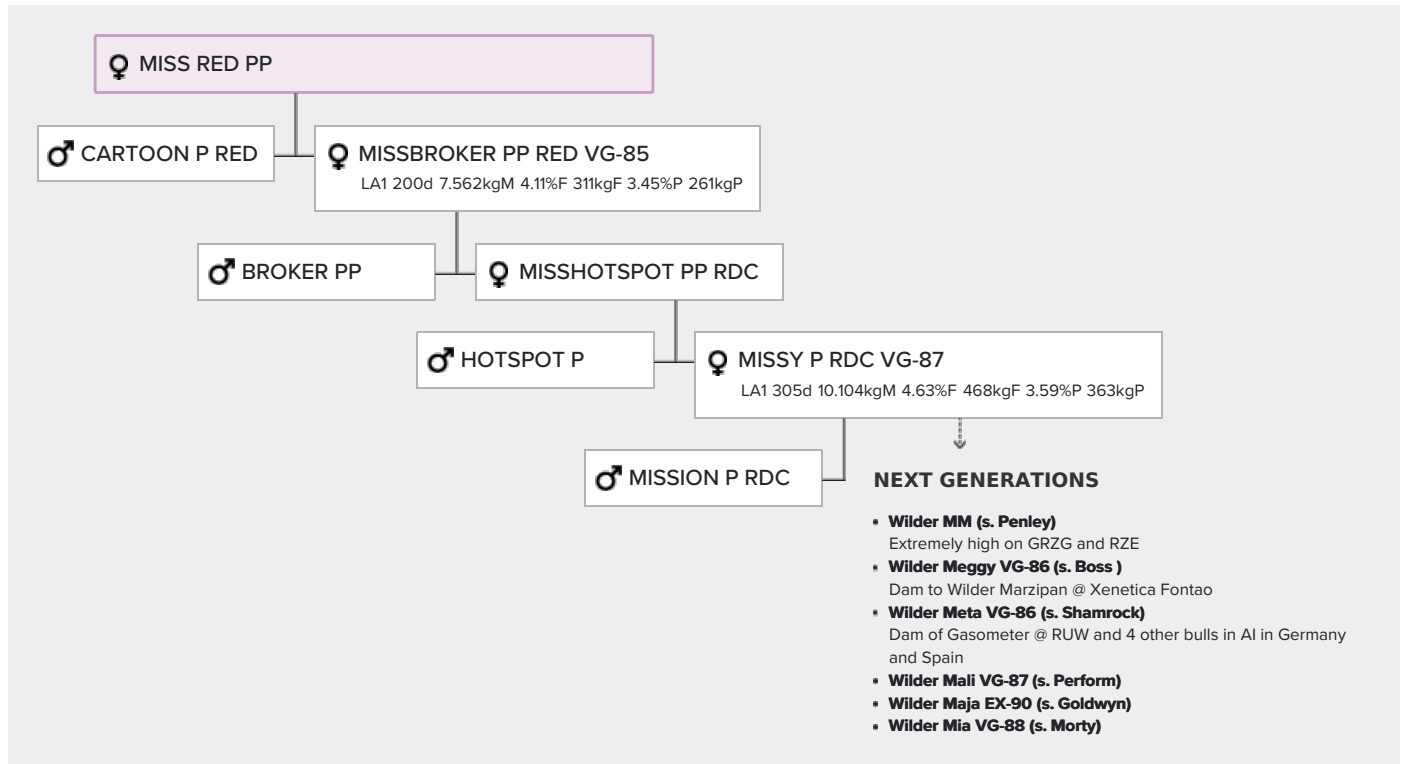 MISS RED PP
CARTOON P RED
MISSBROKER PP RED VG-85
LA1 200d 7.562kgM 4.11%F 311kgF 3.45%P 261kgP
BROKER PP
MISSHOTSPOT PP RDC
HOTSPOT P
MISSY P RDC VG-87
LA1 305d 10.104kgM 4.63%F 468kgF 3.59%P 363kgP
MISSION P RDC
NEXT GENERATIONS
Wilder MM (s. Penley)
Extremely high on GRZG and RZE
Wilder Meggy VG-86 (s. Boss )
Dam to Wilder Marzipan @ Xenetica Fontao
Wilder Meta VG-86 (s. Shamrock)
Dam of Gasometer @ RUW and 4 other bulls in AI in Germany
and Spain
Wilder Mali VG-87 (s. Perform)
Wilder Maja EX-90 (s. Goldwyn)
Wilder Mia VG-88 (s. Morty)